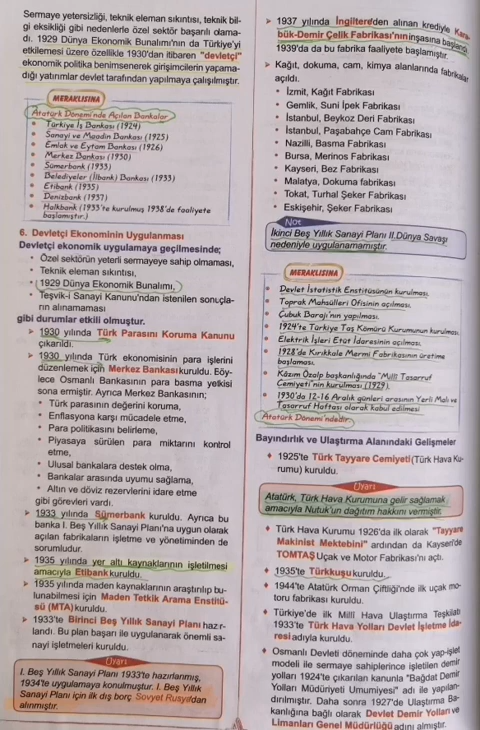 Sermaye yetersizliği, teknik eleman sıkıntısı, teknik bil-
gi eksikliği gibi nedenlerle özel sektör başarılı olama-
dı. 1929 Dünya Ekonomik Bunalımı'nın da Türkiye'yi
etkilemesi üzere özellikle 1930'dan itibaren "devletçi"
ekonomik politika benimsenerek girişimcilerin yapama-
dığı yatırımlar devlet tarafından yapılmaya çalışılmıştır.
MERAKLISINA
Atatürk Dönemi'nde Açılan Bankalar
• Türkiye İş Bankası (1924)
• Sanayi ve Maadin Bankası (1925)
• Emlak ve Eytam Bankası (1926)
• Merkez Bankası (1930)
• Sümerbank (1933)
• Belediyeler (İlbank) Bankası (1933)
• Etibank (1935)
• Denizbank (1937)
• Halkbank (1933'te kurulmuş 1938'de faaliyete
başlamıştır.)
6. Devletçi Ekonominin Uygulanması
Devletçi ekonomik uygulamaya geçilmesinde;
• Özel sektörün yeterli sermayeye sahip olmaması,
• Teknik eleman sıkıntısı,
• 1929 Dünya Ekonomik Bunalımı,
• Teşvik-i Sanayi Kanunu'ndan istenilen sonuçla-
rın alınamaması
gibi durumlar etkili olmuştur.
➤ 1930 yılında Türk Parasını Koruma Kanunu
çıkarıldı.
➤ 1930 yılında Türk ekonomisinin para işlerini
düzenlemek için Merkez Bankası kuruldu. Böy-
lece Osmanlı Bankasının para basma yetkisi
sona ermiştir. Ayrıca Merkez Bankasının;
• Türk parasının değerini koruma,
• Enflasyona karşı mücadele etme,
• Para politikasını belirleme,
• Piyasaya sürülen para miktarını kontrol
etme,
• Ulusal bankalara destek olma,
• Bankalar arasında uyumu sağlama,
• Altın ve döviz rezervlerini idare etme
gibi görevleri vardı.
➤ 1933 yılında Sümerbank kuruldu. Ayrıca bu
banka I. Beş Yıllık Sanayi Planı'na uygun olarak
açılan fabrikaların işletme ve yönetiminden de
sorumludur.
➤ 1935 yılında yer altı kaynaklarının işletilmesi
amacıyla Etibank kuruldu.
➤ 1935 yılında maden kaynaklarının araştırılıp bu-
lunabilmesi için Maden Tetkik Arama Enstitü-
sü (MTA) kuruldu.
➤ 1933'te Birinci Beş Yıllık Sanayi Planı hazır-
landı. Bu plan başarı ile uygulanarak önemli sa-
nayi işletmeleri kuruldu.
Uyarı
I. Beş Yıllık Sanayi Planı 1933'te hazırlanmış,
1934'te uygulamaya konulmuştur. I. Beş Yıllık
Sanayi Planı için ilk dış borç Sovyet Rusya'dan
alınmıştır.
➤ 1937 yılında İngiltere'den alınan krediyle Kara-
bük-Demir Çelik Fabrikası'nın inşasına başlandı
1939'da da bu fabrika faaliyete başlamıştır.
➤ Kağıt, dokuma, cam, kimya alanlarında fabrikalar
açıldı.
• İzmit, Kağıt Fabrikası
• Gemlik, Suni İpek Fabrikası
• İstanbul, Beykoz Deri Fabrikası
• İstanbul, Paşabahçe Cam Fabrikası
• Nazilli, Basma Fabrikası
• Bursa, Merinos Fabrikası
• Kayseri, Bez Fabrikası
• Malatya, Dokuma fabrikası
• Tokat, Turhal Şeker Fabrikası
• Eskişehir, Şeker Fabrikası
Not
İkinci Beş Yıllık Sanayi Planı II.Dünya Savaşı
nedeniyle uygulanamamıştır.
MERAKLISINA
• Devlet İstatistik Enstitüsünün kurulması.
• Toprak Mahsülleri Ofisinin açılması.
• Çubuk Barajı'nın yapılması.
• 1924'te Türkiye Taş Kömürü Kurumunun kurulması.
• Elektrik İşleri Etüt İdaresinin açılması.
• 1928'de Kırıkkale Mermi Fabrikasının üretime
başlaması.
• Kâzım Özalp başkanlığında "Millî Tasarruf
Cemiyeti"nin kurulması (1929).
• 1930'da 12-16 Aralık günleri arasının Yerli Malı ve
Tasarruf Haftası olarak kabul edilmesi
Atatürk Dönemi'ndedir.
Bayındırlık ve Ulaştırma Alanındaki Gelişmeler
♦ 1925'te Türk Tayyare Cemiyeti (Türk Hava Ku-
rumu) kuruldu.
Uyarı
Atatürk, Türk Hava Kurumuna gelir sağlamak
amacıyla Nutuk'un dağıtım hakkını vermiştir.
♦ Türk Hava Kurumu 1926'da ilk olarak "Tayyare
Makinist Mektebini" ardından da Kayseri'de
TOMTAŞ Uçak ve Motor Fabrikası'nı açtı.
♦ 1935'te Türkkuşu kuruldu.
♦ 1944'te Atatürk Orman Çiftliği'nde ilk uçak mo-
toru fabrikası kuruldu.
♦ Türkiye'de ilk Millî Hava Ulaştırma Teşkilatı
1933'te Türk Hava Yolları Devlet İşletme İda-
resi adıyla kuruldu.
♦ Osmanlı Devleti döneminde daha çok yap-işlet
modeli ile sermaye sahiplerince işletilen demir
yolları 1924'te çıkarılan kanunla "Bağdat Demir
Yolları Müdüriyeti Umumiyesi" adı ile yapılan-
dırılmıştır. Daha sonra 1927'de Ulaştırma Ba-
kanlığına bağlı olarak Devlet Demir Yolları ve
Limanları Genel Müdürlüğü adını almıştır.